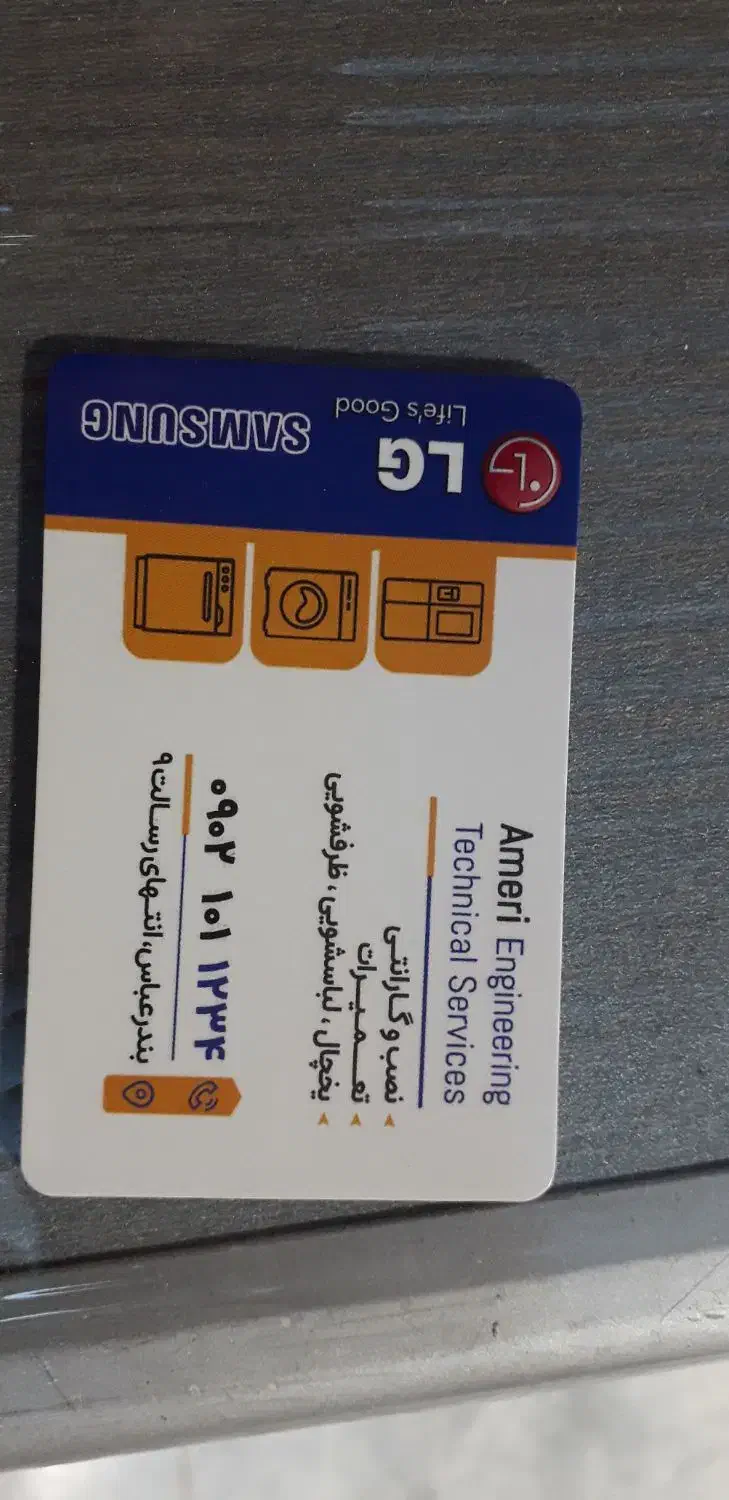 Ameri Engineering
Technical Services
نصب و گارانتی
تعمیرات
یخچال، لباسشویی، ظرفشویی
۰۹۰۲ ۱۰۱ ۱۲۳۴
بندرعباس، انتهای رسالت ۹
LG
Life's Good
SAMSUNG